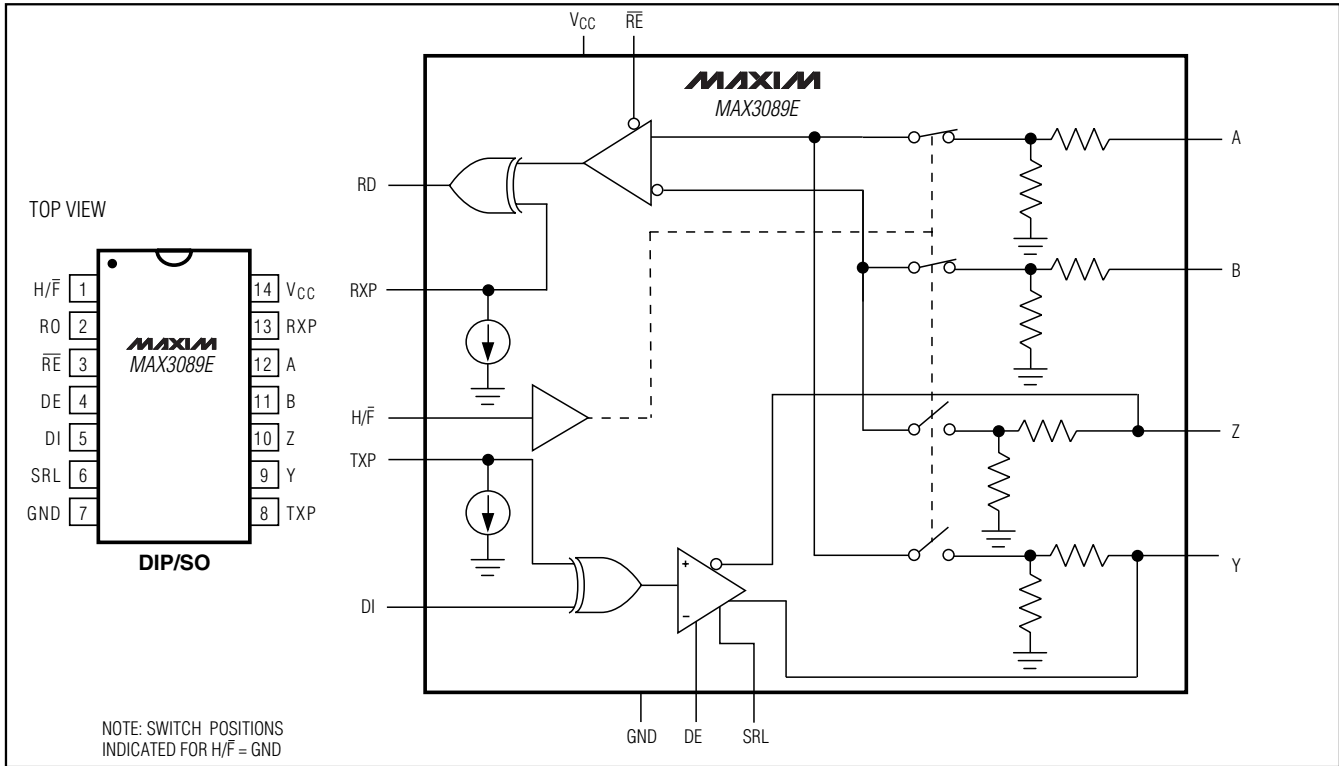 TOP VIEW
MAXIM
MAX3089E
H/F̅ 1
RO 2
R̅E̅ 3
DE 4
DI 5
SRL 6
GND 7
14 VCC
13 RXP
12 A
11 B
10 Z
9 Y
8 TXP
DIP/SO
NOTE: SWITCH POSITIONS
INDICATED FOR H/F̅ = GND
VCC
R̅E̅
MAXIM
MAX3089E
RD
RXP
H/F̅
TXP
DI
+
−
A
B
Z
Y
GND
DE
SRL